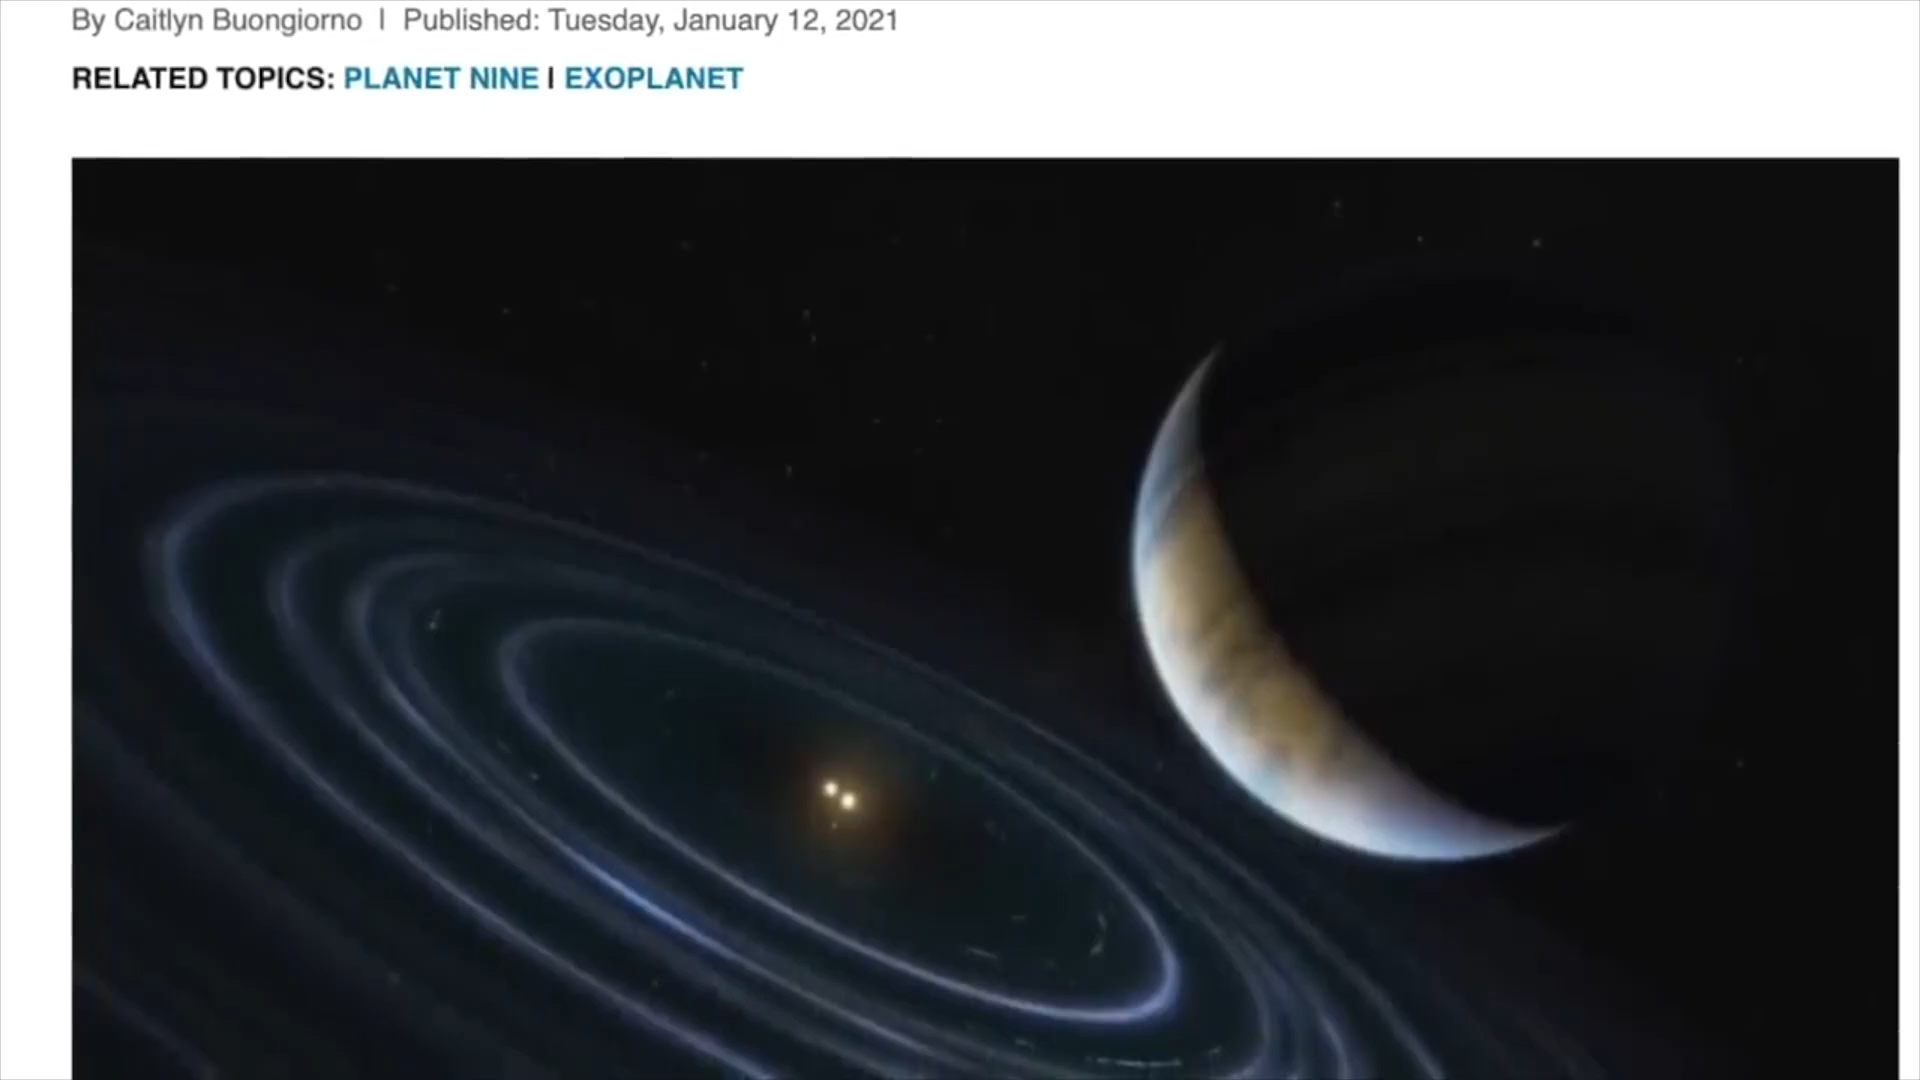 By Caitlyn Buongiorno | Published: Tuesday, January 12, 2021
RELATED TOPICS: PLANET NINE | EXOPLANET